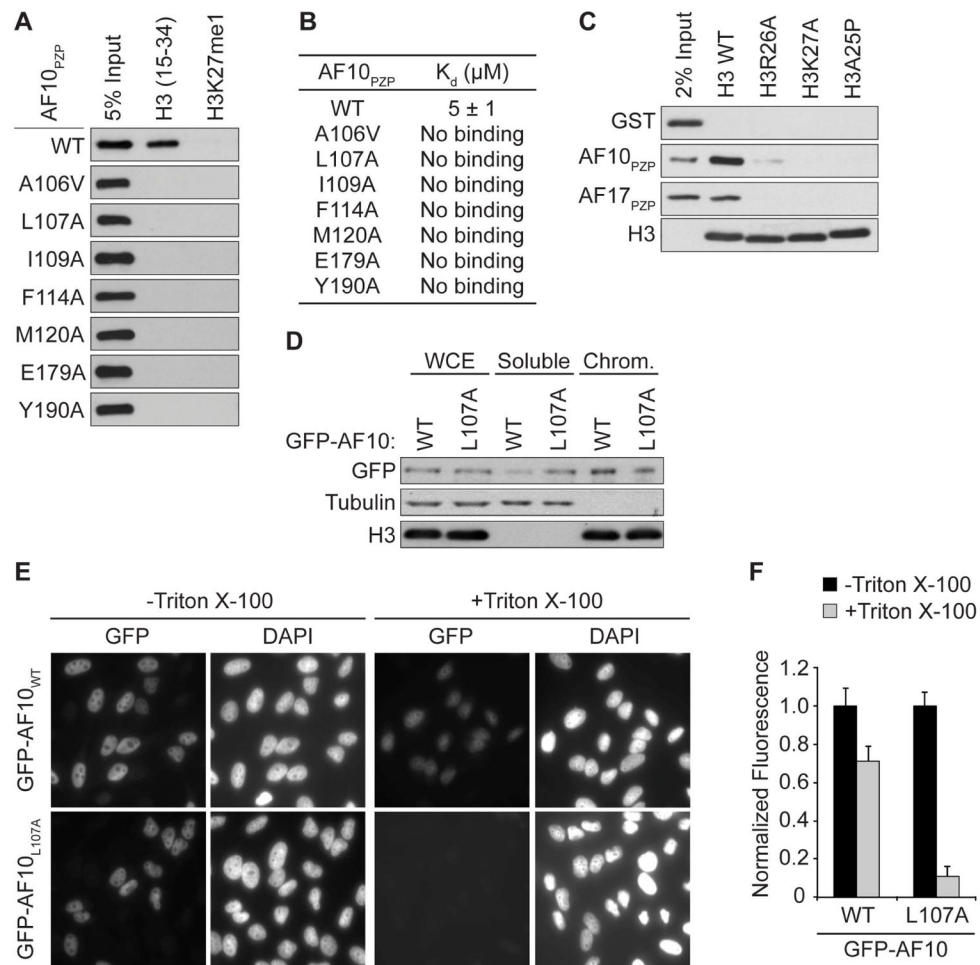 A
AF10PZP
5% Input
H3 (15-34)
H3K27me1
WT
A106V
L107A
I109A
F114A
M120A
E179A
Y190A
B
AF10PZP Kd (µM)
WT 5 ± 1
A106V No binding
L107A No binding
I109A No binding
F114A No binding
M120A No binding
E179A No binding
Y190A No binding
C
2% Input
H3 WT
H3R26A
H3K27A
H3A25P
GST
AF10PZP
AF17PZP
H3
D
WCE Soluble Chrom.
GFP-AF10: WT L107A WT L107A WT L107A
GFP
Tubulin
H3
E
-Triton X-100 +Triton X-100
GFP DAPI GFP DAPI
GFP-AF10WT
GFP-AF10L107A
F
-Triton X-100
+Triton X-100
Normalized Fluorescence
1.2
1.0
0.8
0.6
0.4
0.2
0
WT L107A
GFP-AF10